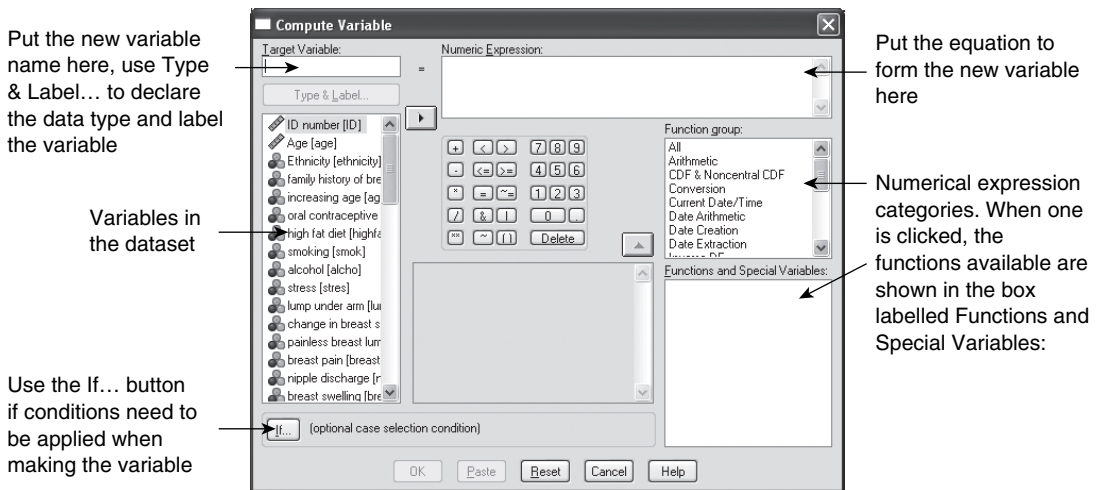 Compute Variable
Put the new variable
name here, use Type
& Label... to declare
the data type and label
the variable
Target Variable:
=
Numeric Expression:
Put the equation to
form the new variable
here
Type & Label...
ID number [ID]
Age [age]
Ethnicity [ethnicity]
family history of bre
increasing age [ag
oral contraceptive
high fat diet [highfa
smoking [smok]
alcohol [alcho]
stress [stres]
lump under arm [lu
change in breast s
painless breast lum
breast pain [breast
nipple discharge [n
breast swelling [bre
Variables in
the dataset
+ < > 7 8 9
- <= >= 4 5 6
* = ~= 1 2 3
/ & | 0 .
** ~ () Delete
Function group:
All
Arithmetic
CDF & Noncentral CDF
Conversion
Current Date/Time
Date Arithmetic
Date Creation
Date Extraction
Inverse DF
Functions and Special Variables:
Numerical expression
categories. When one
is clicked, the
functions available are
shown in the box
labelled Functions and
Special Variables:
Use the If... button
if conditions need to
be applied when
making the variable
If... (optional case selection condition)
OK Paste Reset Cancel Help